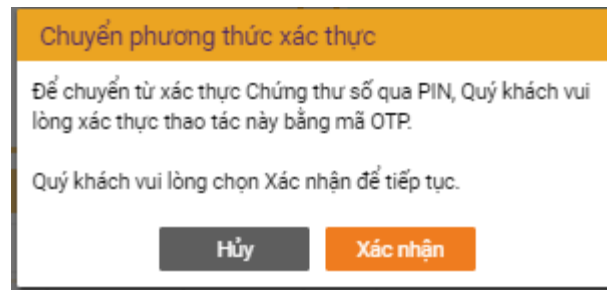 Chuyển phương thức xác thực
Để chuyển từ xác thực Chứng thư số qua PIN, Quý khách vui
lòng xác thực thao tác này bằng mã OTP.
Quý khách vui lòng chọn Xác nhận để tiếp tục.
Hủy Xác nhận